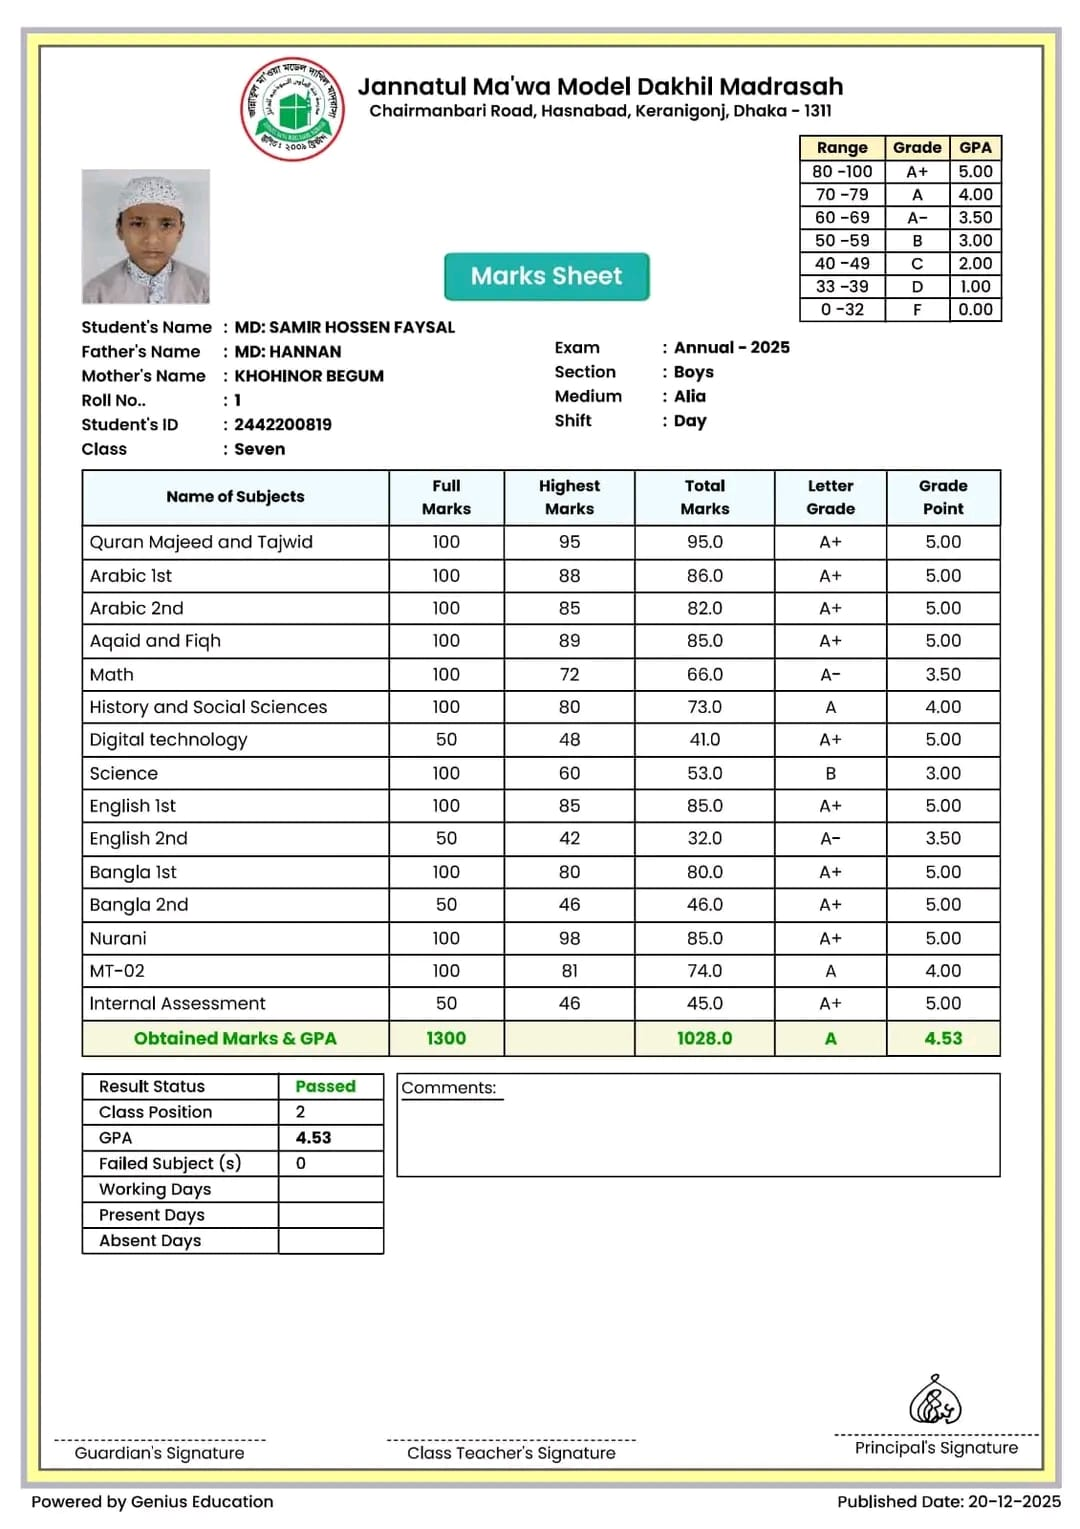 জান্নাতুল মা'ওয়া মডেল দাখিল মাদরাসা
স্থাপিত : ২০০৯ খ্রিস্টাব্দ
Jannatul Ma'wa Model Dakhil Madrasah
Chairmanbari Road, Hasnabad, Keranigonj, Dhaka - 1311
Range Grade GPA
80 -100 A+ 5.00
70 -79 A 4.00
60 -69 A- 3.50
50 -59 B 3.00
40 -49 C 2.00
33 -39 D 1.00
0 -32 F 0.00
Marks Sheet
Student's Name : MD: SAMIR HOSSEN FAYSAL
Father's Name : MD: HANNAN
Mother's Name : KHOHINOR BEGUM
Roll No.. : 1
Student's ID : 2442200819
Class : Seven
Exam : Annual - 2025
Section : Boys
Medium : Alia
Shift : Day
Name of Subjects Full Marks Highest Marks Total Marks Letter Grade Grade Point
Quran Majeed and Tajwid 100 95 95.0 A+ 5.00
Arabic 1st 100 88 86.0 A+ 5.00
Arabic 2nd 100 85 82.0 A+ 5.00
Aqaid and Fiqh 100 89 85.0 A+ 5.00
Math 100 72 66.0 A- 3.50
History and Social Sciences 100 80 73.0 A 4.00
Digital technology 50 48 41.0 A+ 5.00
Science 100 60 53.0 B 3.00
English 1st 100 85 85.0 A+ 5.00
English 2nd 50 42 32.0 A- 3.50
Bangla 1st 100 80 80.0 A+ 5.00
Bangla 2nd 50 46 46.0 A+ 5.00
Nurani 100 98 85.0 A+ 5.00
MT-02 100 81 74.0 A 4.00
Internal Assessment 50 46 45.0 A+ 5.00
Obtained Marks & GPA 1300 1028.0 A 4.53
Result Status Passed
Class Position 2
GPA 4.53
Failed Subject (s) 0
Working Days
Present Days
Absent Days
Comments:
Guardian's Signature
Class Teacher's Signature
Principal's Signature
Powered by Genius Education
Published Date: 20-12-2025